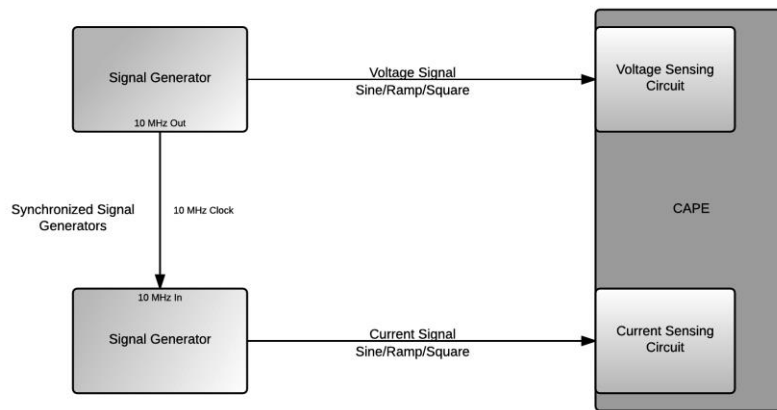 Signal Generator
10 MHz Out
Voltage Signal
Sine/Ramp/Square
Voltage Sensing
Circuit
Synchronized Signal
Generators
10 MHz Clock
CAPE
10 MHz In
Signal Generator
Current Signal
Sine/Ramp/Square
Current Sensing
Circuit